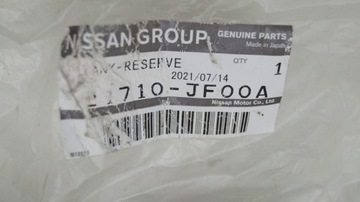 NISSAN GROUP
GENUINE PARTS
Made in Japan
TANK-RESERVE
QTY
2021/07/14
1
710-JF00A
Nissan Motor Co., Ltd.